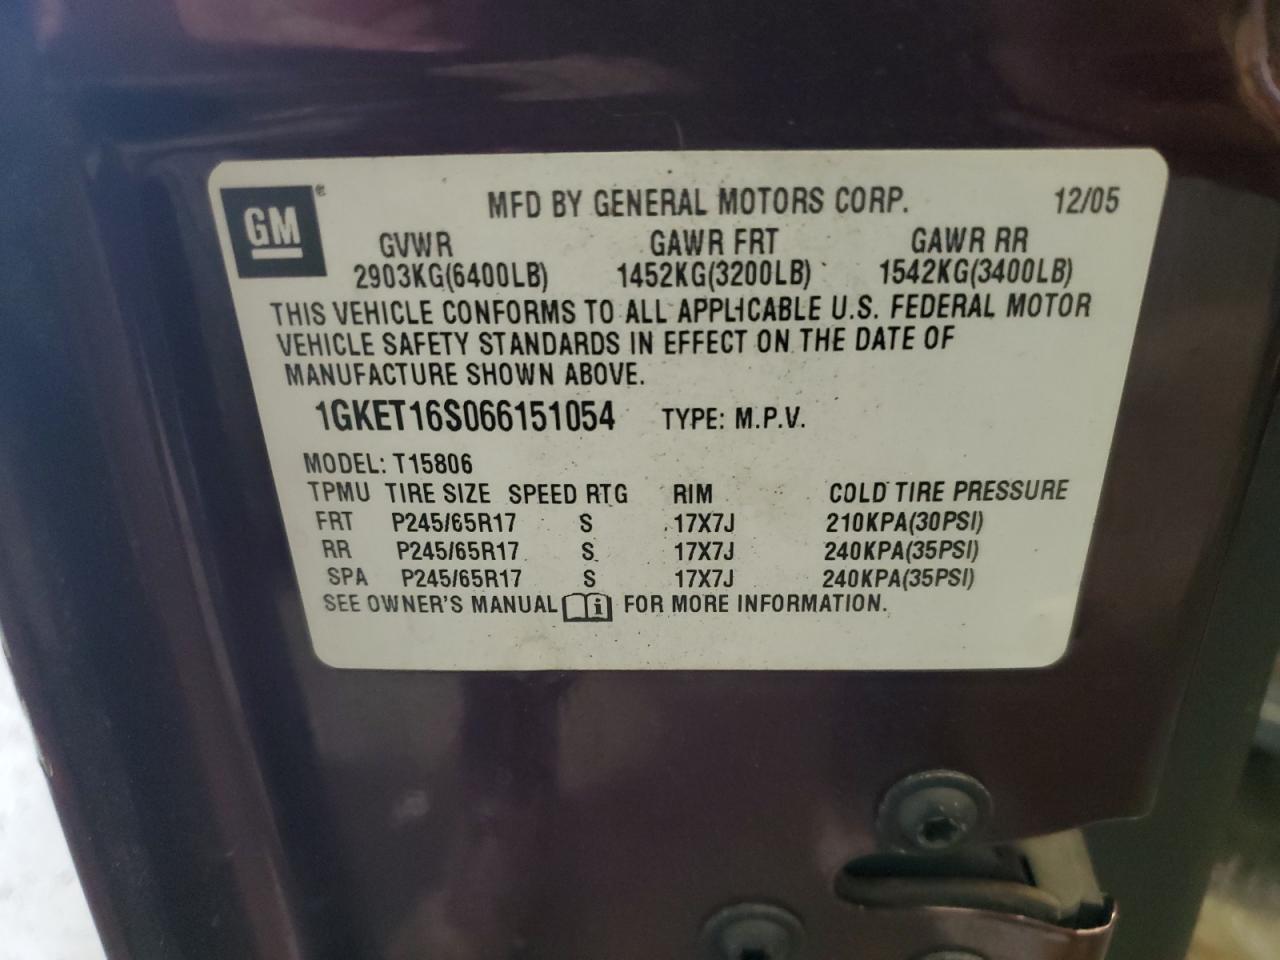 GM® MFD BY GENERAL MOTORS CORP. 12/05
GVWR GAWR FRT GAWR RR
2903KG(6400LB) 1452KG(3200LB) 1542KG(3400LB)
THIS VEHICLE CONFORMS TO ALL APPLICABLE U.S. FEDERAL MOTOR
VEHICLE SAFETY STANDARDS IN EFFECT ON THE DATE OF
MANUFACTURE SHOWN ABOVE.
1GKET16S066151054 TYPE: M.P.V.
MODEL: T15806
TPMU TIRE SIZE SPEED RTG RIM COLD TIRE PRESSURE
FRT P245/65R17 S 17X7J 210KPA(30PSI)
RR P245/65R17 S 17X7J 240KPA(35PSI)
SPA P245/65R17 S 17X7J 240KPA(35PSI)
SEE OWNER'S MANUAL i FOR MORE INFORMATION.